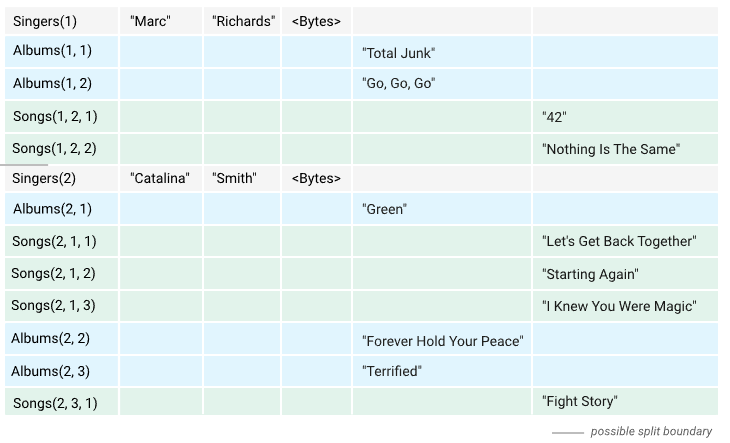 Singers(1) "Marc" "Richards" <Bytes>
Albums(1, 1) "Total Junk"
Albums(1, 2) "Go, Go, Go"
Songs(1, 2, 1) "42"
Songs(1, 2, 2) "Nothing Is The Same"
Singers(2) "Catalina" "Smith" <Bytes>
Albums(2, 1) "Green"
Songs(2, 1, 1) "Let's Get Back Together"
Songs(2, 1, 2) "Starting Again"
Songs(2, 1, 3) "I Knew You Were Magic"
Albums(2, 2) "Forever Hold Your Peace"
Albums(2, 3) "Terrified"
Songs(2, 3, 1) "Fight Story"
possible split boundary